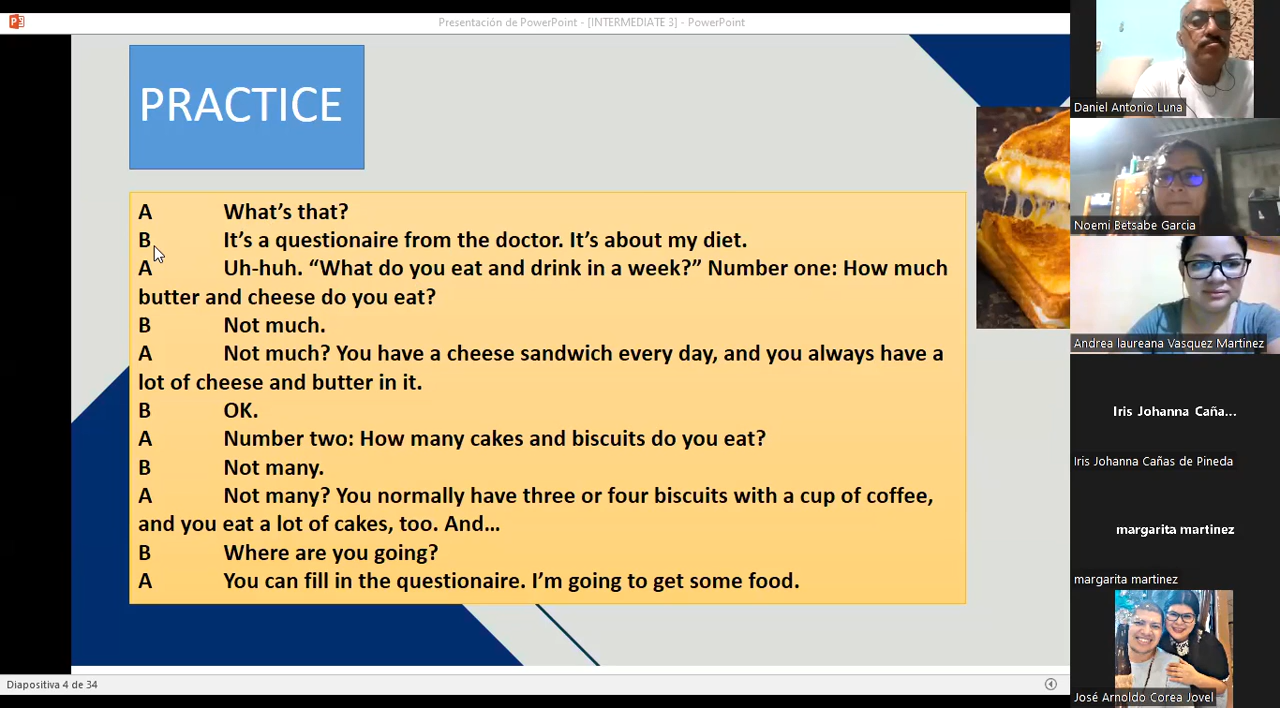 Presentación de PowerPoint - [INTERMEDIATE 3] - PowerPoint
PRACTICE
A What's that?
B It's a questionaire from the doctor. It's about my diet.
A Uh-huh. “What do you eat and drink in a week?” Number one: How much
butter and cheese do you eat?
B Not much.
A Not much? You have a cheese sandwich every day, and you always have a
lot of cheese and butter in it.
B OK.
A Number two: How many cakes and biscuits do you eat?
B Not many.
A Not many? You normally have three or four biscuits with a cup of coffee,
and you eat a lot of cakes, too. And…
B Where are you going?
A You can fill in the questionaire. I'm going to get some food.
Diapositiva 4 de 34
Daniel Antonio Luna
Noemi Betsabe Garcia
Andrea laureana Vasquez Martinez
Iris Johanna Caña...
Iris Johanna Cañas de Pineda
margarita martinez
margarita martinez
José Arnoldo Corea Jovel